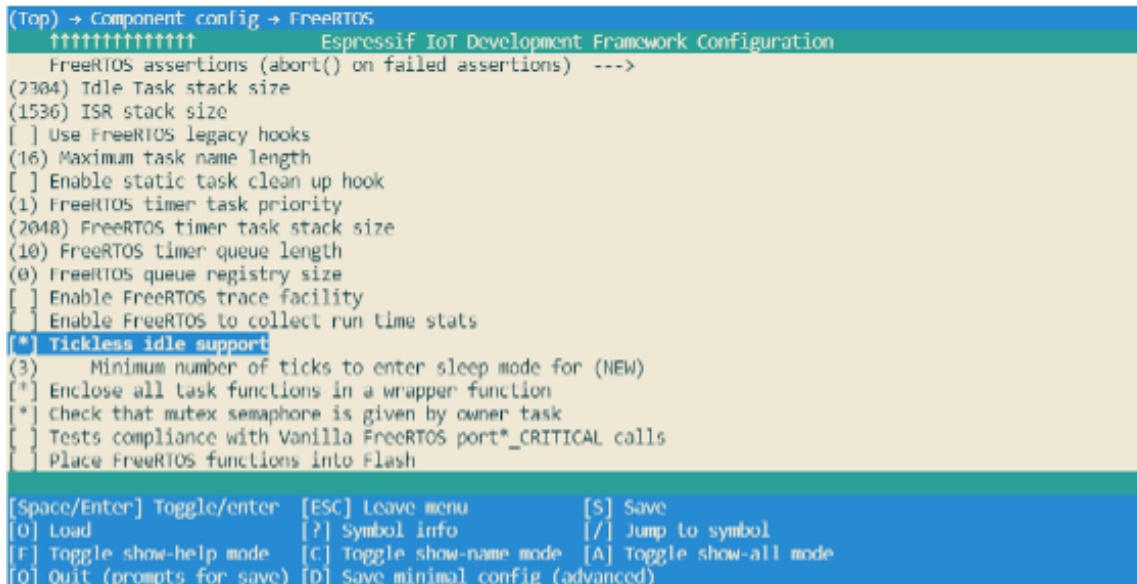 (Top) → Component config → FreeRTOS
↑↑↑↑↑↑↑↑↑↑↑↑↑↑ Espressif IoT Development Framework Configuration
FreeRTOS assertions (abort() on failed assertions) --->
(2304) Idle Task stack size
(1536) ISR stack size
[ ] Use FreeRTOS legacy hooks
(16) Maximum task name length
[ ] Enable static task clean up hook
(1) FreeRTOS timer task priority
(2048) FreeRTOS timer task stack size
(10) FreeRTOS timer queue length
(0) FreeRTOS queue registry size
[ ] Enable FreeRTOS trace facility
[ ] Enable FreeRTOS to collect run time stats
[*] Tickless idle support
(3) Minimum number of ticks to enter sleep mode for (NEW)
[*] Enclose all task functions in a wrapper function
[*] Check that mutex semaphore is given by owner task
[ ] Tests compliance with Vanilla FreeRTOS port*_CRITICAL calls
[ ] Place FreeRTOS functions into Flash
[Space/Enter] Toggle/enter [ESC] Leave menu [S] Save
[O] Load [?] Symbol info [/] Jump to symbol
[F] Toggle show-help mode [C] Toggle show-name mode [A] Toggle show-all mode
[Q] Quit (prompts for save) [D] Save minimal config (advanced)